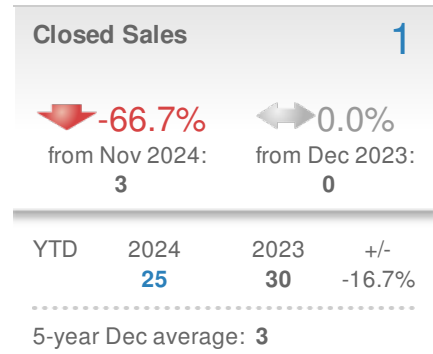 Closed Sales 1
-66.7% 0.0%
from Nov 2024: from Dec 2023:
3 0
YTD 2024 2023 +/-
25 30 -16.7%
5-year Dec average: 3